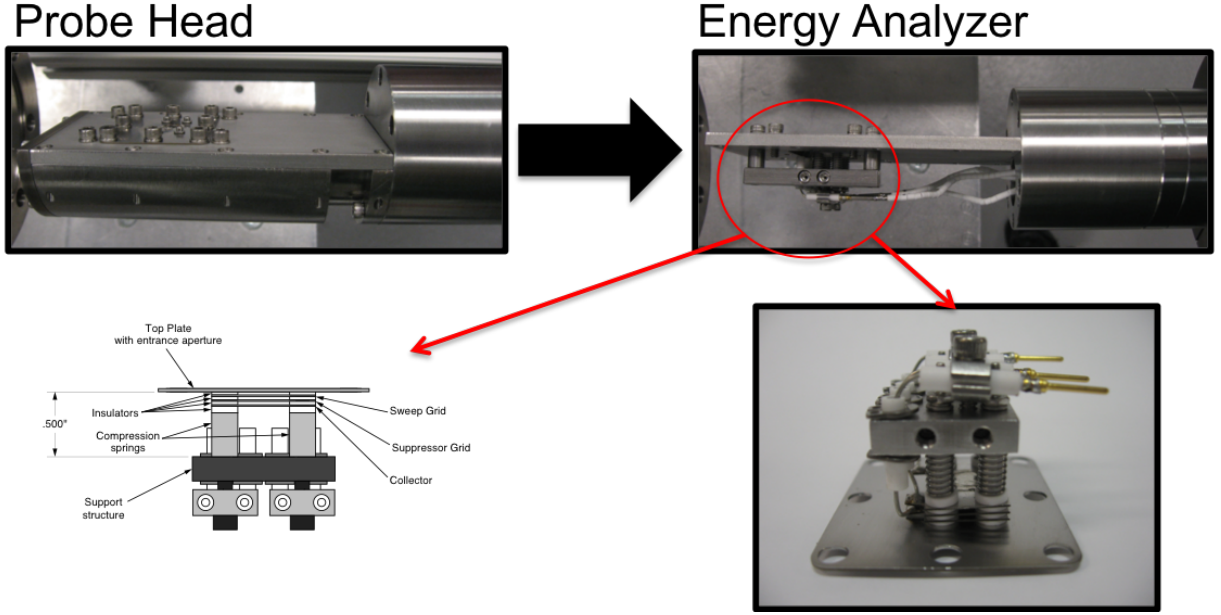 Probe Head
Energy Analyzer
Top Plate
with entrance aperture
Insulators
Sweep Grid
.500"
Compression
springs
Suppressor Grid
Collector
Support
structure